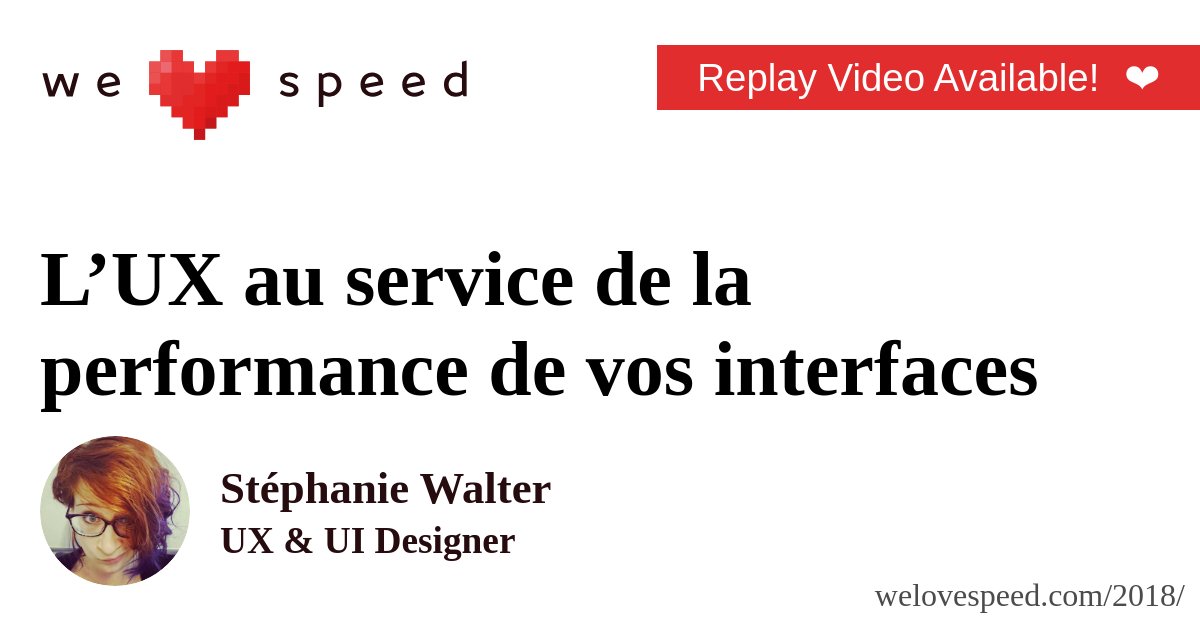 we ❤ speed
Replay Video Available! ❤
L’UX au service de la
performance de vos interfaces
Stéphanie Walter
UX & UI Designer
welovespeed.com/2018/